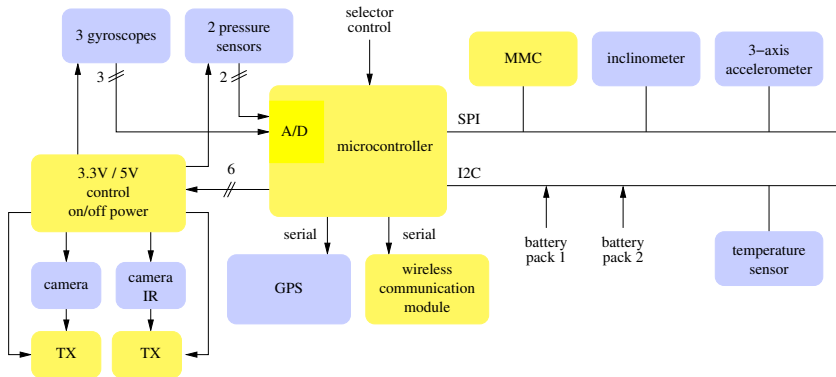 selector
control
3 gyroscopes
2 pressure
sensors
MMC
inclinometer
3−axis
accelerometer
3
2
A/D
microcontroller
SPI
3.3V / 5V
control
on/off power
6
I2C
serial
serial
battery
pack 1
battery
pack 2
temperature
sensor
camera
camera
IR
GPS
wireless
communication
module
TX
TX